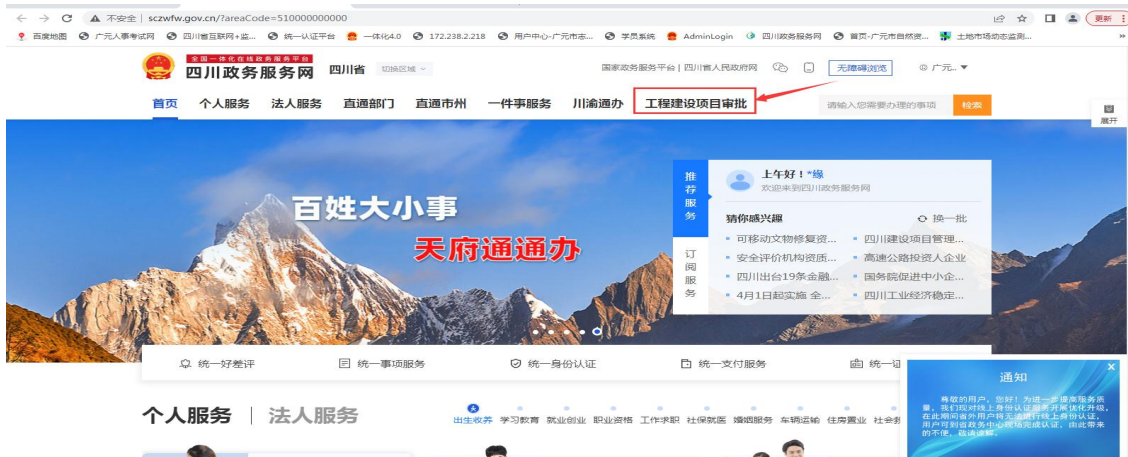 不安全 | sczwfw.gov.cn/?areaCode=510000000000
更新
百度地图 广元人事考试网 四川省互联网+监... 统一认证平台 一体化4.0 172.238.2.218 用户中心-广元市志... 学员系统 AdminLogin 四川政务服务网 首页-广元市自然资... 土地市场动态监测...
全国一体化在线政务服务平台
四川政务服务网 四川省 切换区域
国家政务服务平台 | 四川省人民政府网 无障碍浏览 广元..
首页 个人服务 法人服务 直通部门 直通市州 一件事服务 川渝通办 工程建设项目审批
请输入您需要办理的事项 检索
展开
百姓大小事
天府通通办
推荐服务
订阅服务
上午好！*缘
欢迎来到四川政务服务网
猜你感兴趣 换一批
可移动文物修复资... 四川建设项目管理...
安全评价机构资质... 高速公路投资人企业
四川出台19条金融... 国务院促进中小企...
4月1日起实施 全... 四川工业经济稳定...
统一好差评 统一事项服务 统一身份认证 统一支付服务 统一证
个人服务 | 法人服务
出生收养 学习教育 就业创业 职业资格 工作求职 社保就医 婚姻服务 车辆运输 住房置业 社会救
通知
尊敬的用户，您好！为进一步提高服务质
量，我们现对线上身份认证服务开展优化升级，
在此期间省外用户将无法进行线上身份认证，
用户可到省政务中心现场完成认证，由此带来
的不便，敬请谅解。